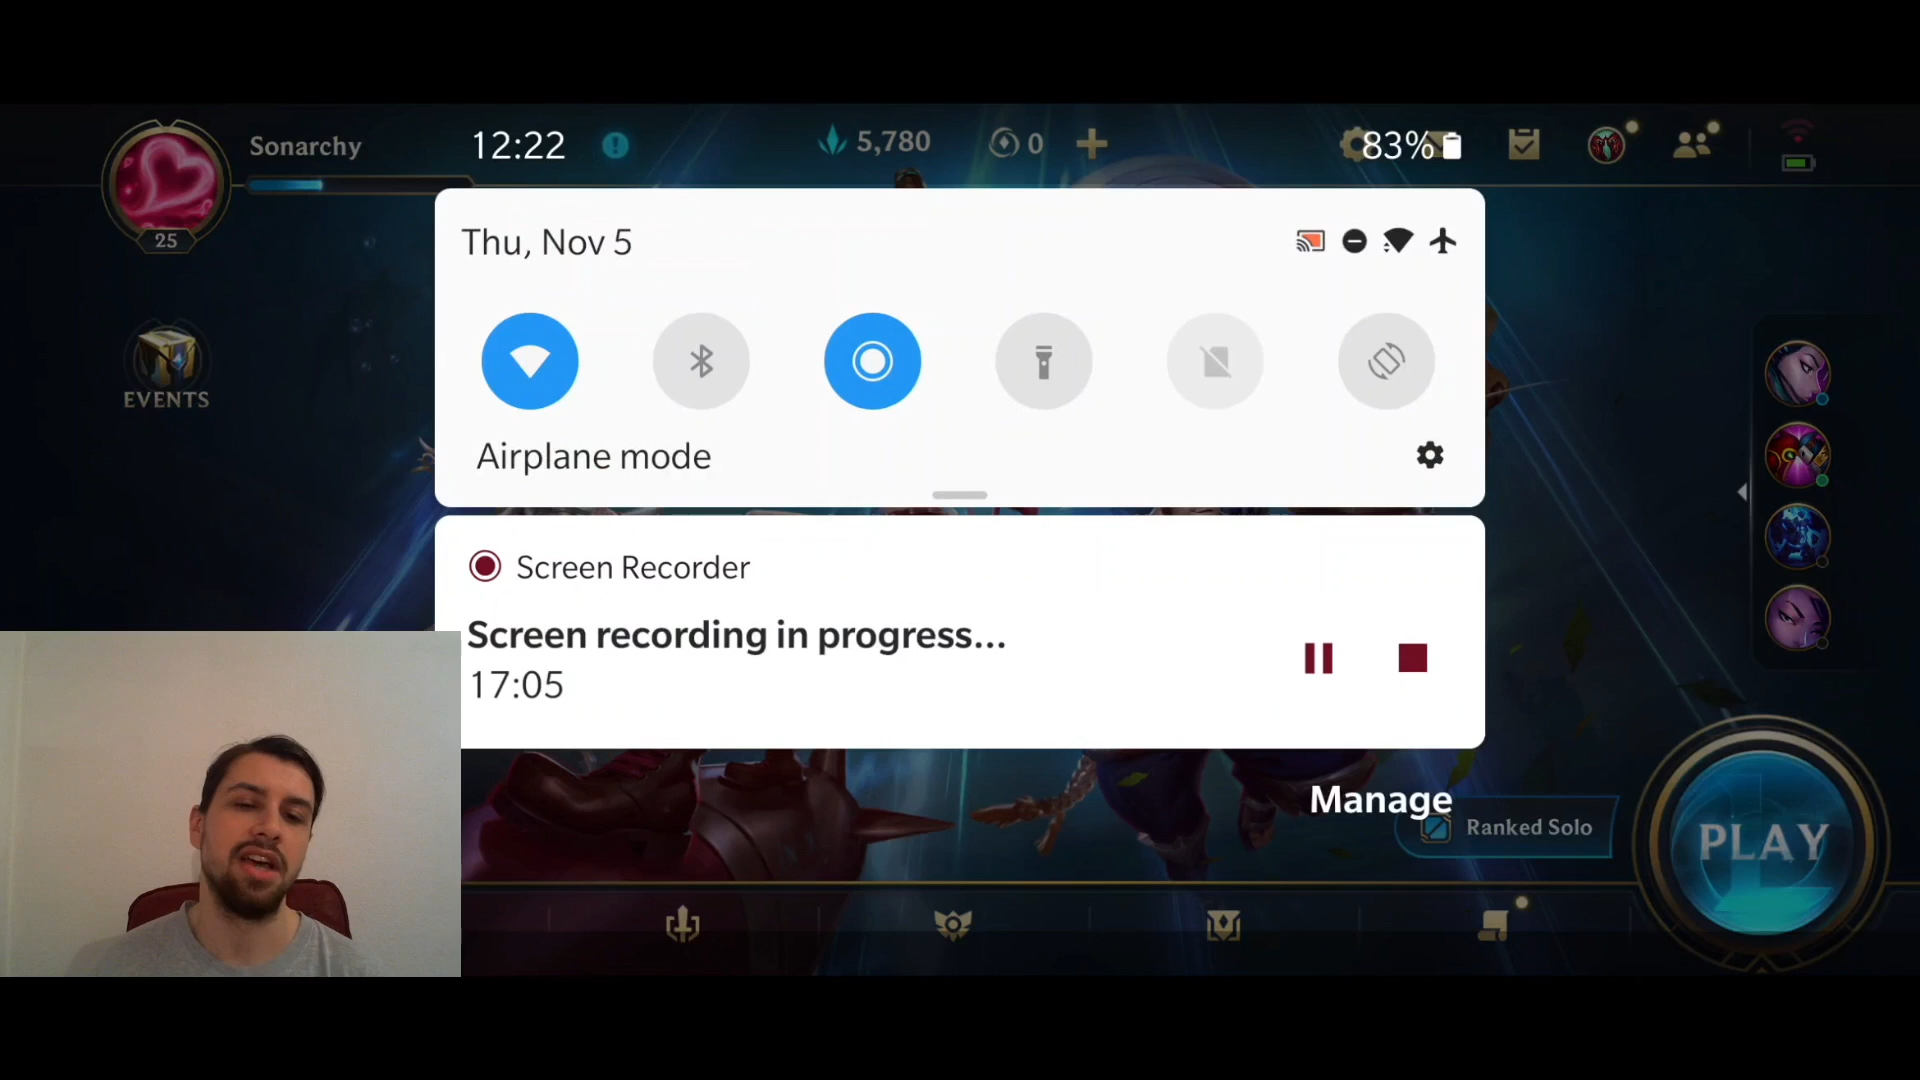 Sonarchy
12:22
5,780
0
83%
25
Thu, Nov 5
EVENTS
Airplane mode
Screen Recorder
Screen recording in progress...
17:05
Manage
Ranked Solo
PLAY